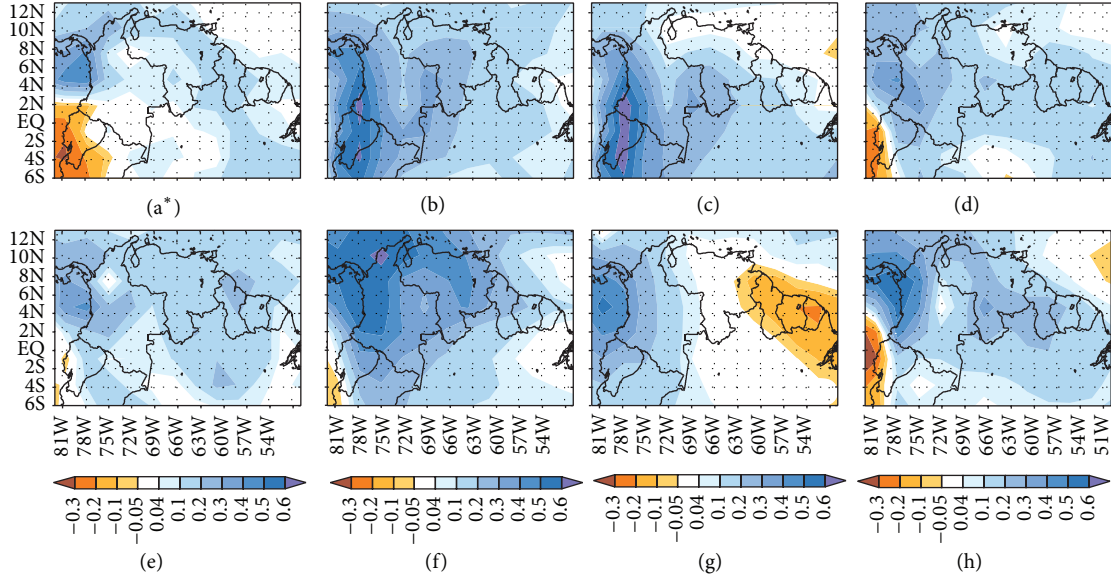 12N
10N
8N
6N
4N
2N
EQ
2S
4S
6S
(a*)
(b)
(c)
(d)
12N
10N
8N
6N
4N
2N
EQ
2S
4S
6S
81W 78W 75W 72W 69W 66W 63W 60W 57W 54W
81W 78W 75W 72W 69W 66W 63W 60W 57W 54W
81W 78W 75W 72W 69W 66W 63W 60W 57W 54W
81W 78W 75W 72W 69W 66W 63W 60W 57W 54W 51W
−0.3 −0.2 −0.1 −0.05 0.04 0.1 0.2 0.3 0.4 0.5 0.6
−0.3 −0.2 −0.1 −0.05 0.04 0.1 0.2 0.3 0.4 0.5 0.6
−0.3 −0.2 −0.1 −0.05 0.04 0.1 0.2 0.3 0.4 0.5 0.6
−0.3 −0.2 −0.1 −0.05 0.04 0.1 0.2 0.3 0.4 0.5 0.6
(e)
(f)
(g)
(h)